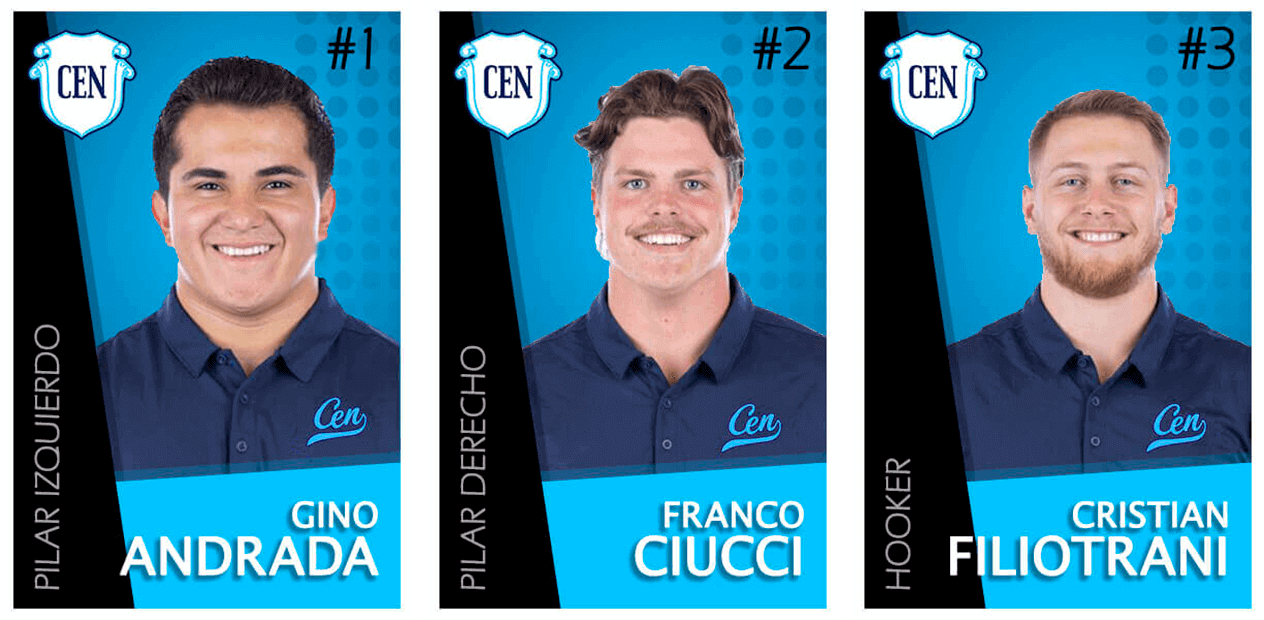 CEN
#1
PILAR IZQUIERDO
Cen
GINO
ANDRADA
CEN
#2
PILAR DERECHO
Cen
FRANCO
CIUCCI
CEN
#3
HOOKER
Cen
CRISTIAN
FILIOTRANI